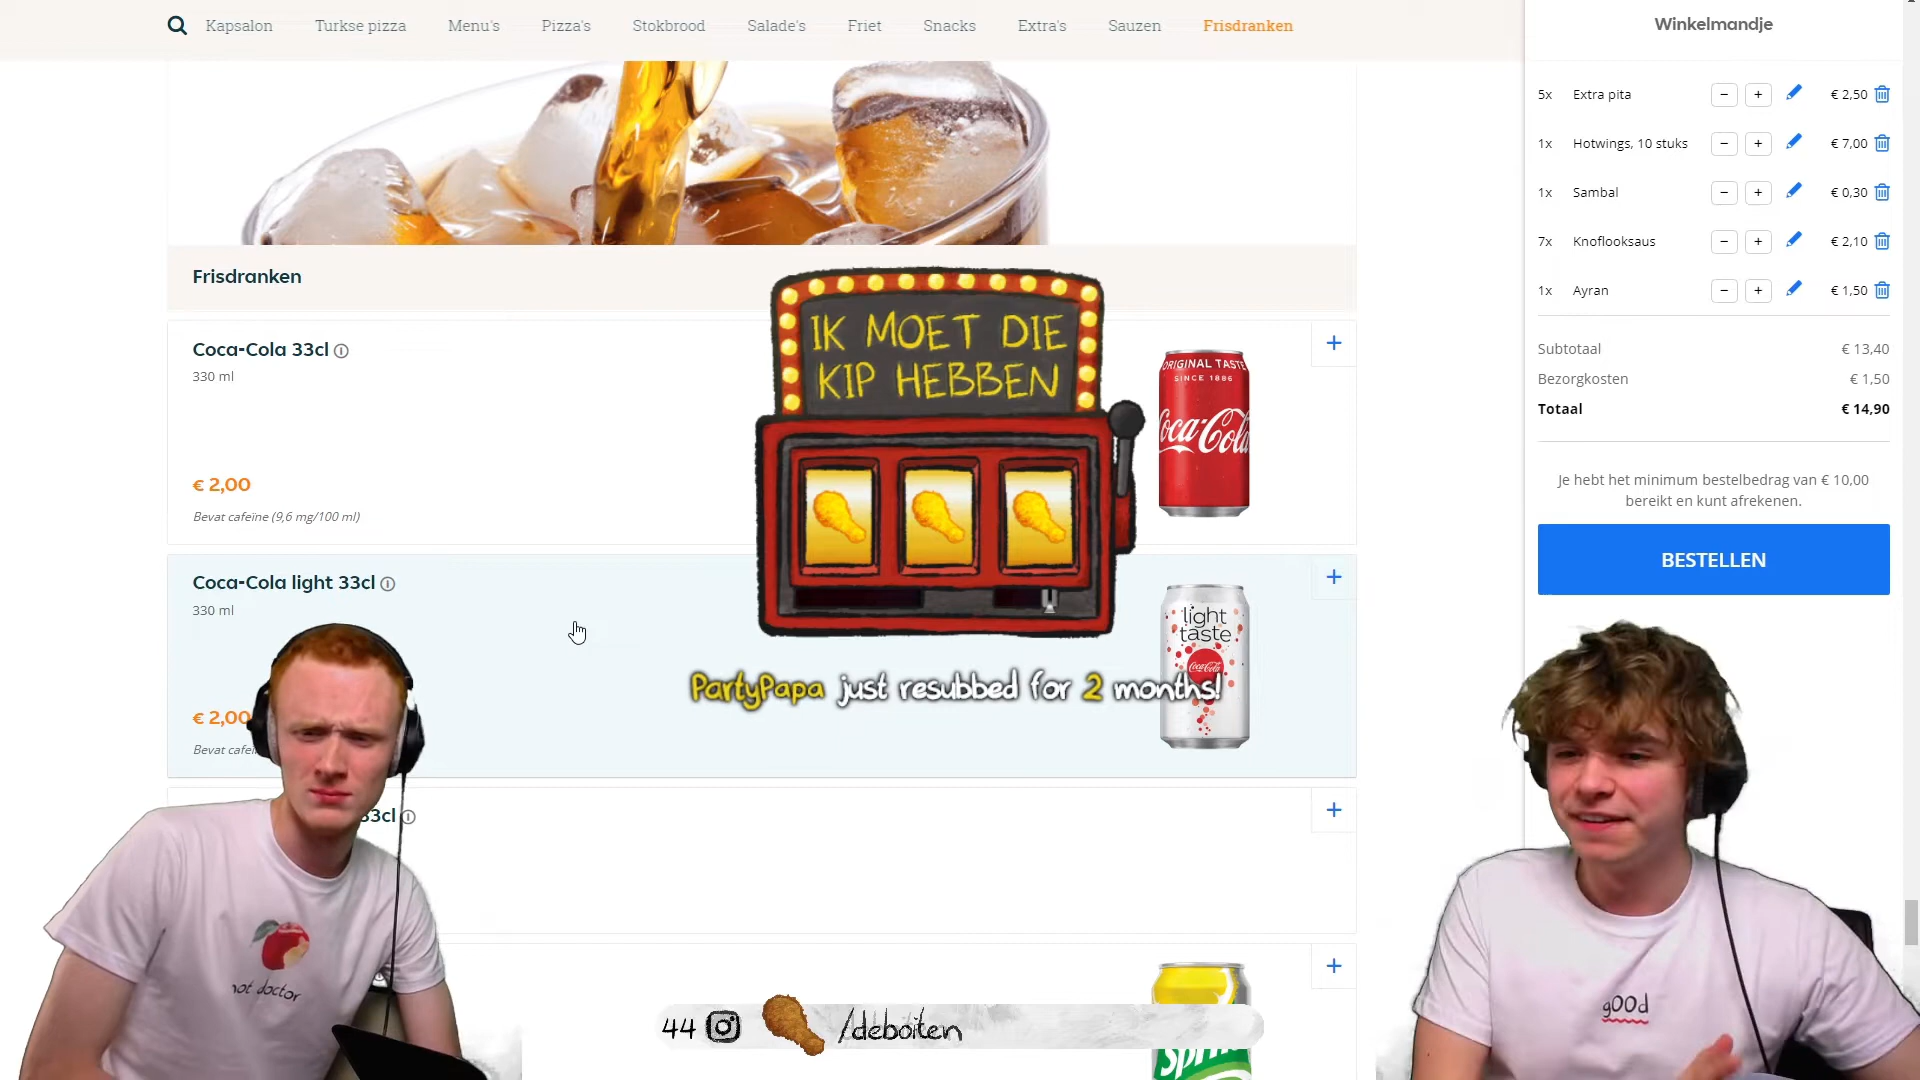 Kapsalon Turkse pizza Menu's Pizza's Stokbrood Salade's Friet Snacks Extra's Sauzen Frisdranken
Frisdranken
Coca-Cola 33cl
330 ml
€ 2,00
Bevat cafeïne (9,6 mg/100 ml)
ORIGINAL TASTE
SINCE 1886
Coca-Cola
Coca-Cola light 33cl
330 ml
€ 2,00
light
taste
Coca-Cola
33cl
IK MOET DIE
KIP HEBBEN
PartyPapa just resubbed for 2 months!
not doctor
44 /deboiten
good
Winkelmandje
5x Extra pita − + € 2,50
1x Hotwings, 10 stuks − + € 7,00
1x Sambal − + € 0,30
7x Knoflooksaus − + € 2,10
1x Ayran − + € 1,50
Subtotaal € 13,40
Bezorgkosten € 1,50
Totaal € 14,90
Je hebt het minimum bestelbedrag van € 10,00
bereikt en kunt afrekenen.
BESTELLEN